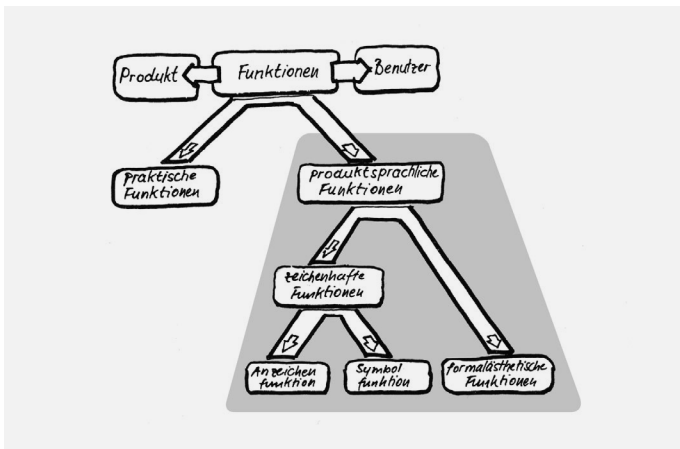 Produkt
Funktionen
Benutzer
praktische
Funktionen
produktsprachliche
Funktionen
zeichenhafte
Funktionen
Anzeichen
funktion
Symbol
funktion
formalästhetische
Funktionen